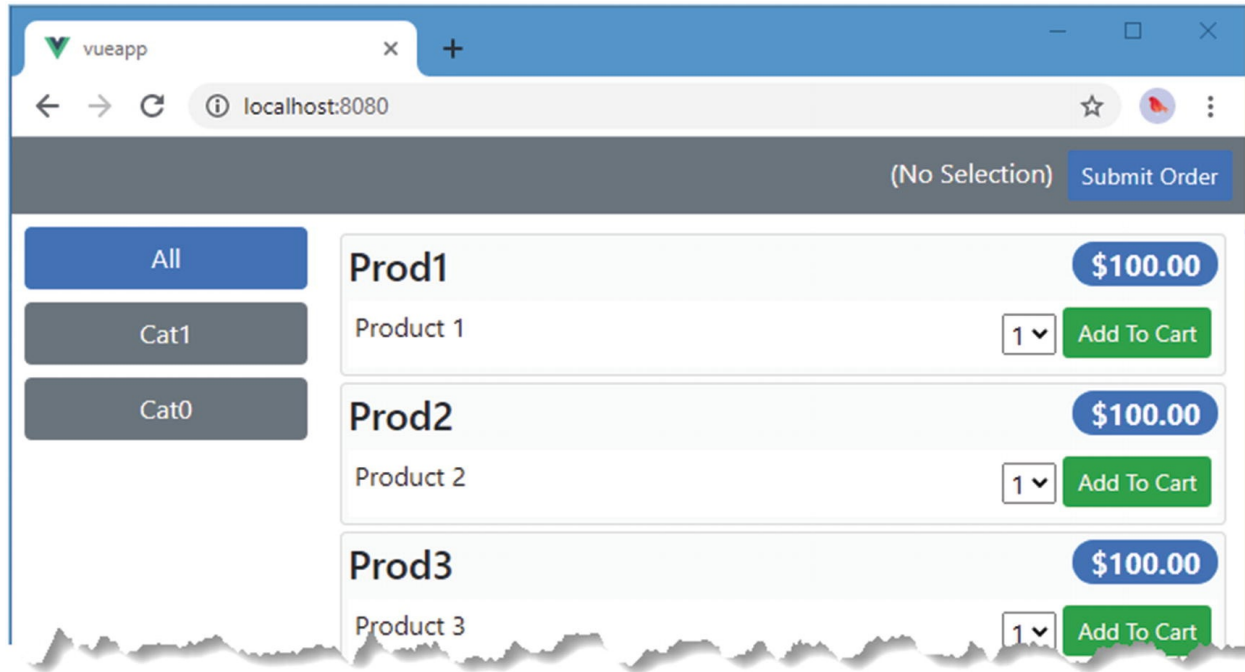 vueapp
localhost:8080
(No Selection) Submit Order
All
Cat1
Cat0
Prod1 $100.00
Product 1 1 Add To Cart
Prod2 $100.00
Product 2 1 Add To Cart
Prod3 $100.00
Product 3 1 Add To Cart